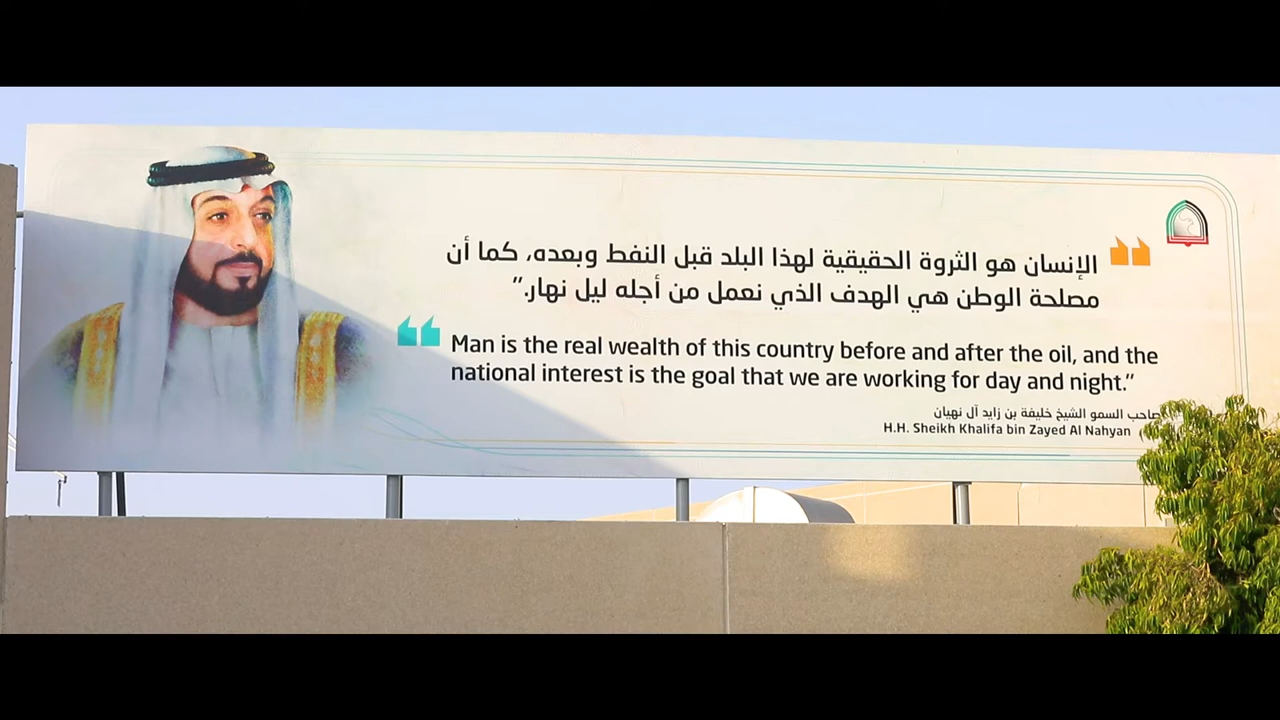 الإنسان هو الثروة الحقيقية لهذا البلد قبل النفط وبعده، كما أن
مصلحة الوطن هي الهدف الذي نعمل من أجله ليل نهار.”
“ Man is the real wealth of this country before and after the oil, and the
national interest is the goal that we are working for day and night.”
صاحب السمو الشيخ خليفة بن زايد آل نهيان
H.H. Sheikh Khalifa bin Zayed Al Nahyan